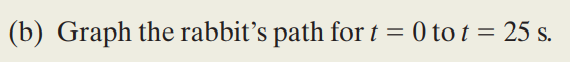 (b) Graph the rabbit’s path for t = 0 to t = 25 s.